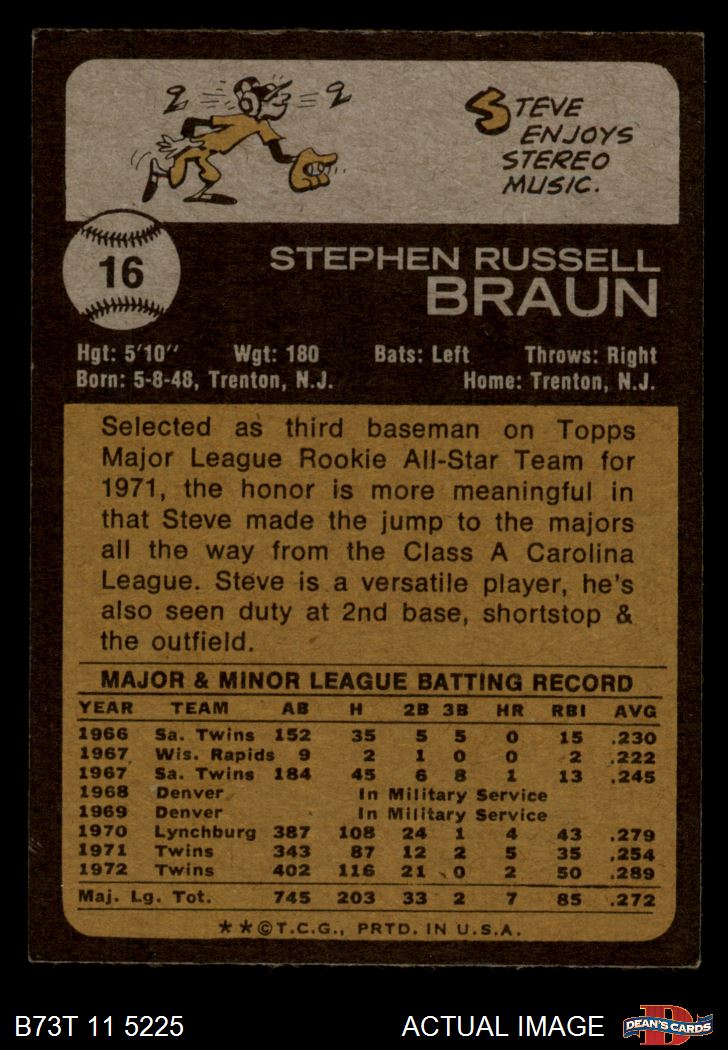 STEVE
ENJOYS
STEREO
MUSIC.
16
STEPHEN RUSSELL
BRAUN
Hgt: 5'10'' Wgt: 180 Bats: Left Throws: Right
Born: 5-8-48, Trenton, N.J. Home: Trenton, N.J.
Selected as third baseman on Topps
Major League Rookie All-Star Team for
1971, the honor is more meaningful in
that Steve made the jump to the majors
all the way from the Class A Carolina
League. Steve is a versatile player, he's
also seen duty at 2nd base, shortstop &
the outfield.
MAJOR & MINOR LEAGUE BATTING RECORD
YEAR TEAM AB H 2B 3B HR RBI AVG
1966 Sa. Twins 152 35 5 5 0 15 .230
1967 Wis. Rapids 9 2 1 0 0 2 .222
1967 Sa. Twins 184 45 6 8 1 13 .245
1968 Denver In Military Service
1969 Denver In Military Service
1970 Lynchburg 387 108 24 1 4 43 .279
1971 Twins 343 87 12 2 5 35 .254
1972 Twins 402 116 21 0 2 50 .289
Maj. Lg. Tot. 745 203 33 2 7 85 .272
**©T.C.G., PRTD. IN U.S.A.
B73T 11 5225 ACTUAL IMAGE
D
DEAN'S CARDS